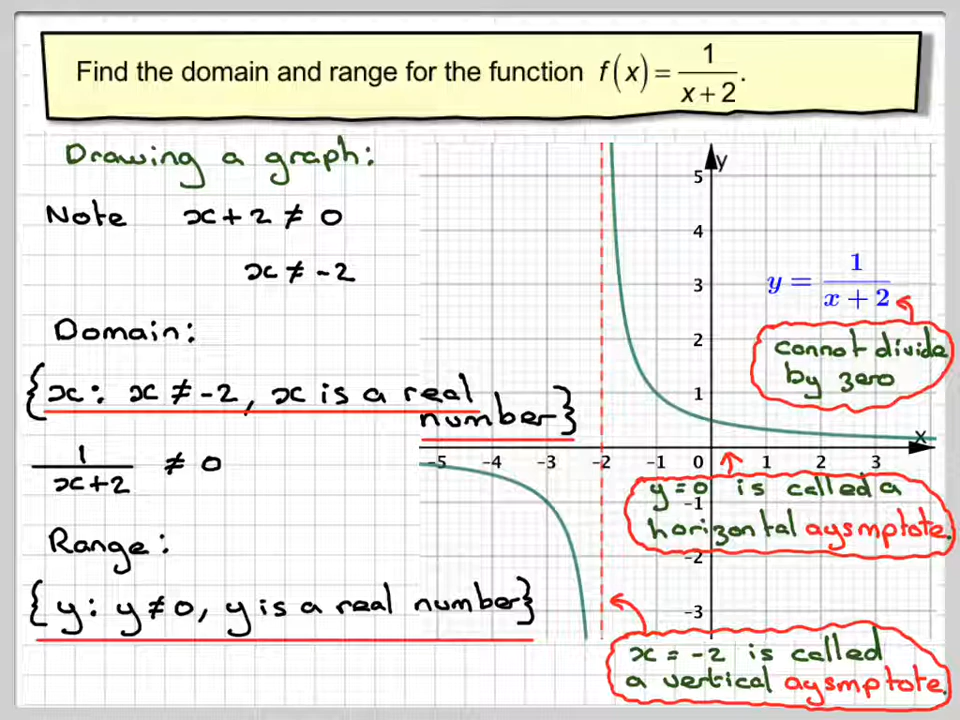 Find the domain and range for the function f(x) = 1/(x+2).
Drawing a graph:
Note x+2 ≠ 0
x ≠ -2
Domain:
{x: x ≠ -2, x is a real
number}
1/(x+2) ≠ 0
Range:
{y: y ≠ 0, y is a real number}
y
5
4
3
2
1
-5 -4 -3 -2 -1 0 1 2 3 x
-1
-2
-3
y = 1/(x+2)
cannot divide
by zero
y = 0 is called a
horizontal aysmptote.
x = -2 is called
a vertical aysmptote.